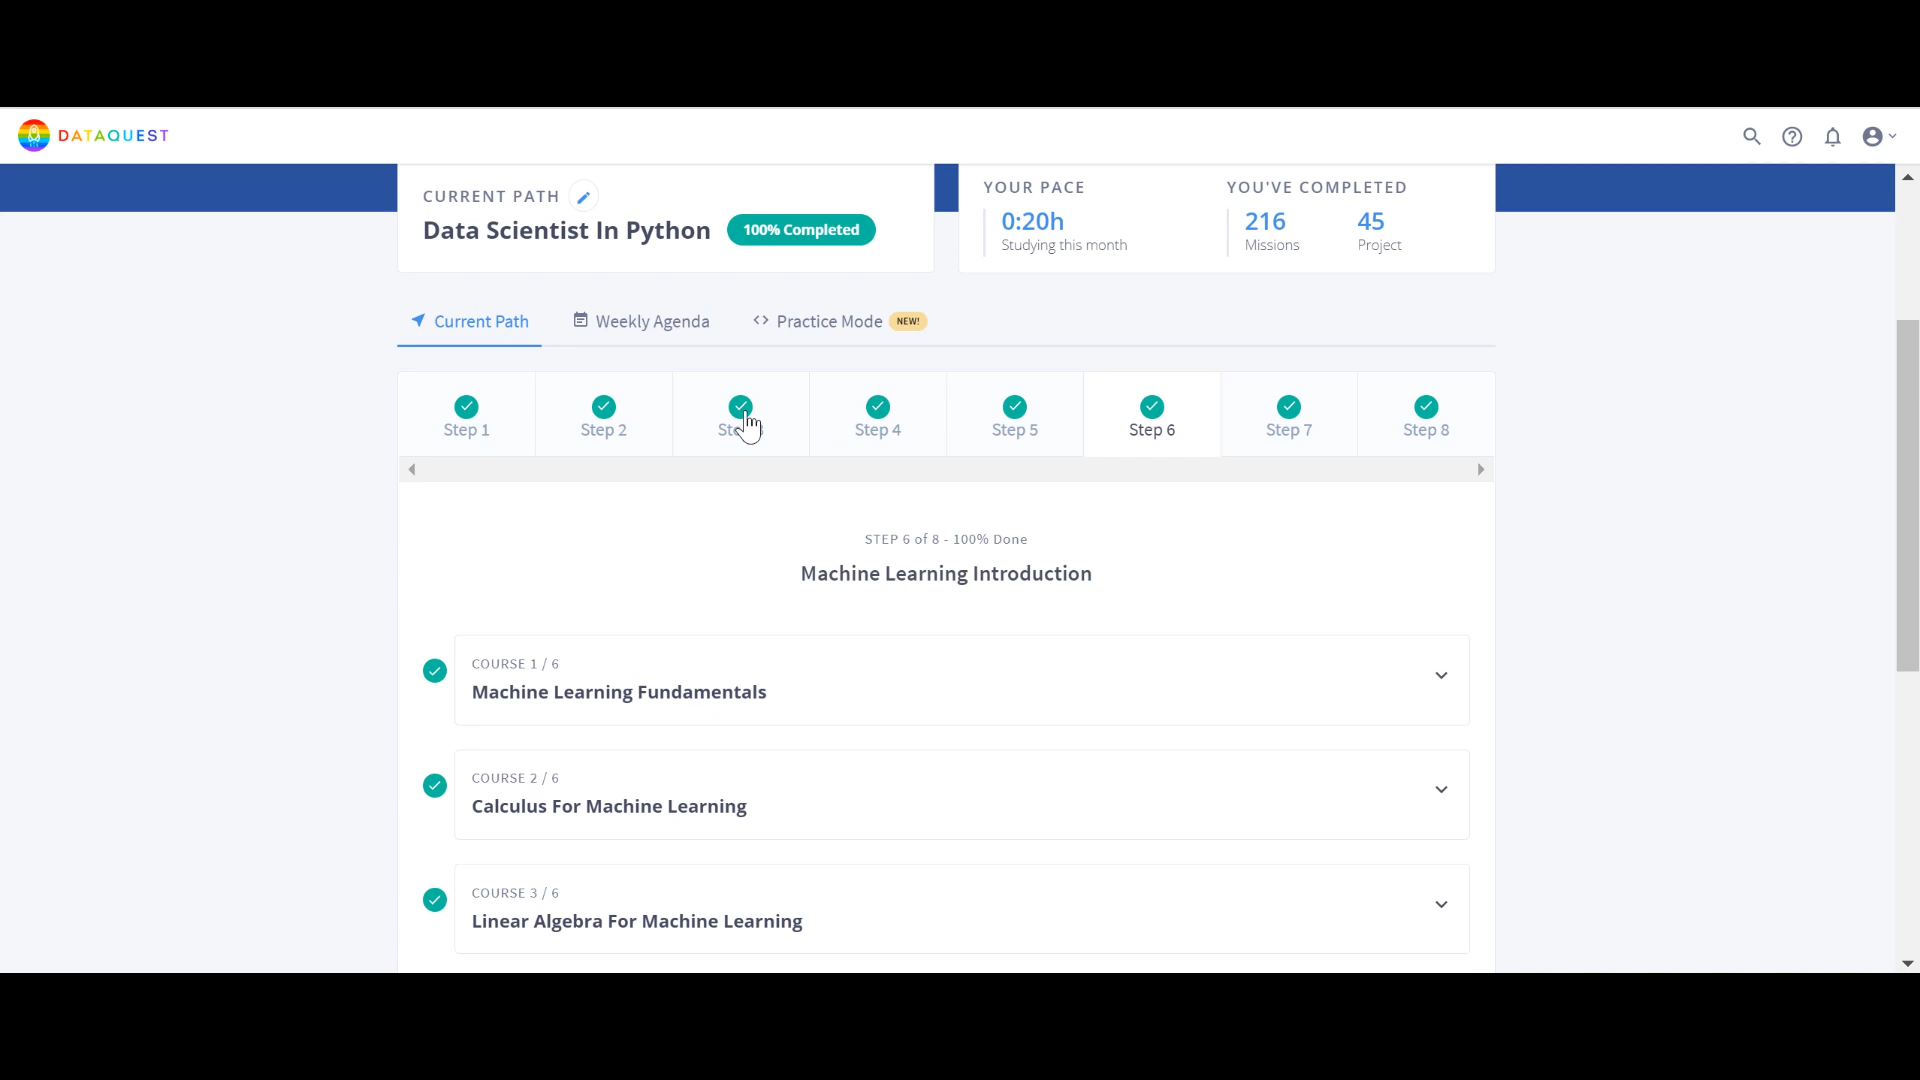 DATAQUEST
CURRENT PATH
Data Scientist In Python
100% Completed
YOUR PACE
0:20h
Studying this month
YOU'VE COMPLETED
216
Missions
45
Project
Current Path
Weekly Agenda
Practice Mode NEW!
Step 1
Step 2
Step 4
Step 5
Step 6
Step 7
Step 8
STEP 6 of 8 - 100% Done
Machine Learning Introduction
COURSE 1 / 6
Machine Learning Fundamentals
COURSE 2 / 6
Calculus For Machine Learning
COURSE 3 / 6
Linear Algebra For Machine Learning